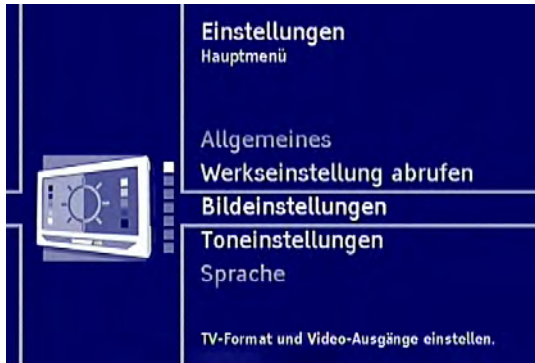 Einstellungen
Hauptmenü
Allgemeines
Werkseinstellung abrufen
Bildeinstellungen
Toneinstellungen
Sprache
TV-Format und Video-Ausgänge einstellen.